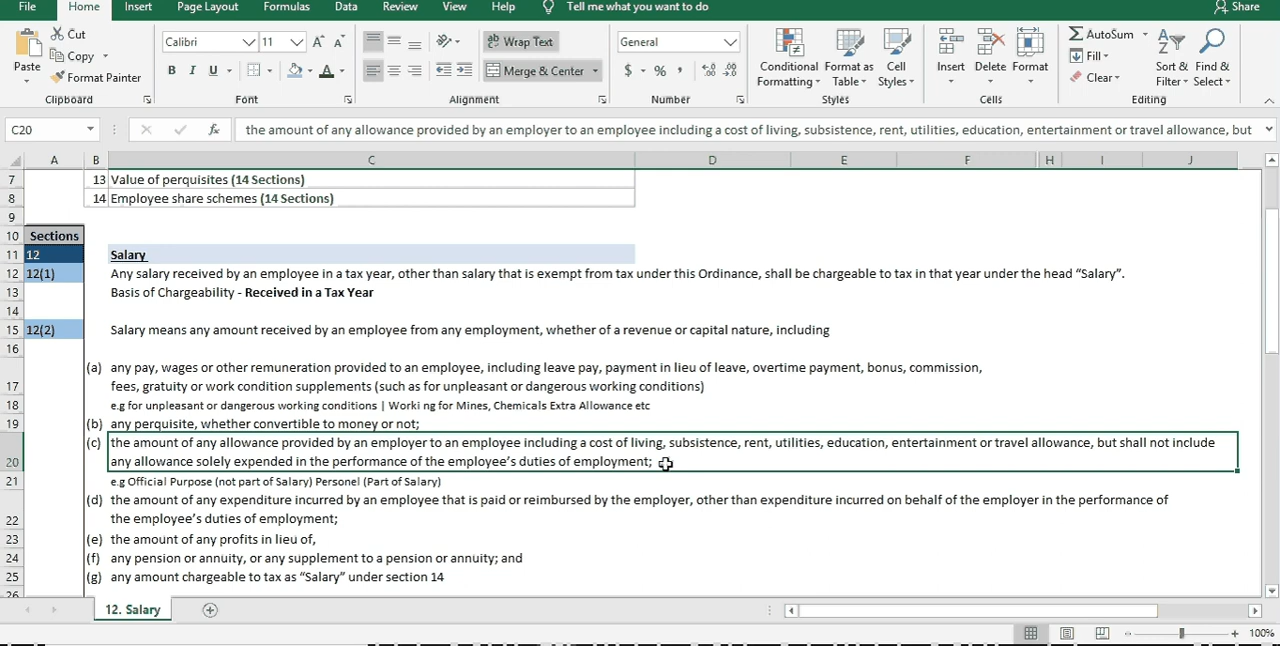 File Home Insert Page Layout Formulas Data Review View Help Tell me what you want to do Share
Cut
Copy
Format Painter
Paste
Clipboard
Calibri 11 A A
B I U A
Font
Wrap Text
Merge & Center
Alignment
General
$ % ,
Number
Conditional Formatting
Format as Table
Cell Styles
Styles
Insert Delete Format
Cells
AutoSum
Fill
Clear
Sort & Filter
Find & Select
Editing
C20 fx the amount of any allowance provided by an employer to an employee including a cost of living, subsistence, rent, utilities, education, entertainment or travel allowance, but
A B C D E F H I J
7 13 Value of perquisites (14 Sections)
8 14 Employee share schemes (14 Sections)
9
10 Sections
11 12 Salary
12 12(1) Any salary received by an employee in a tax year, other than salary that is exempt from tax under this Ordinance, shall be chargeable to tax in that year under the head “Salary”.
13 Basis of Chargeability - Received in a Tax Year
14
15 12(2) Salary means any amount received by an employee from any employment, whether of a revenue or capital nature, including
16
(a) any pay, wages or other remuneration provided to an employee, including leave pay, payment in lieu of leave, overtime payment, bonus, commission,
17 fees, gratuity or work condition supplements (such as for unpleasant or dangerous working conditions)
18 e.g for unpleasant or dangerous working conditions | Working for Mines, Chemicals Extra Allowance etc
19 (b) any perquisite, whether convertible to money or not;
(c) the amount of any allowance provided by an employer to an employee including a cost of living, subsistence, rent, utilities, education, entertainment or travel allowance, but shall not include
20 any allowance solely expended in the performance of the employee’s duties of employment;
21 e.g Official Purpose (not part of Salary) Personel (Part of Salary)
(d) the amount of any expenditure incurred by an employee that is paid or reimbursed by the employer, other than expenditure incurred on behalf of the employer in the performance of
22 the employee’s duties of employment;
23 (e) the amount of any profits in lieu of,
24 (f) any pension or annuity, or any supplement to a pension or annuity; and
25 (g) any amount chargeable to tax as “Salary” under section 14
26
12. Salary
100%